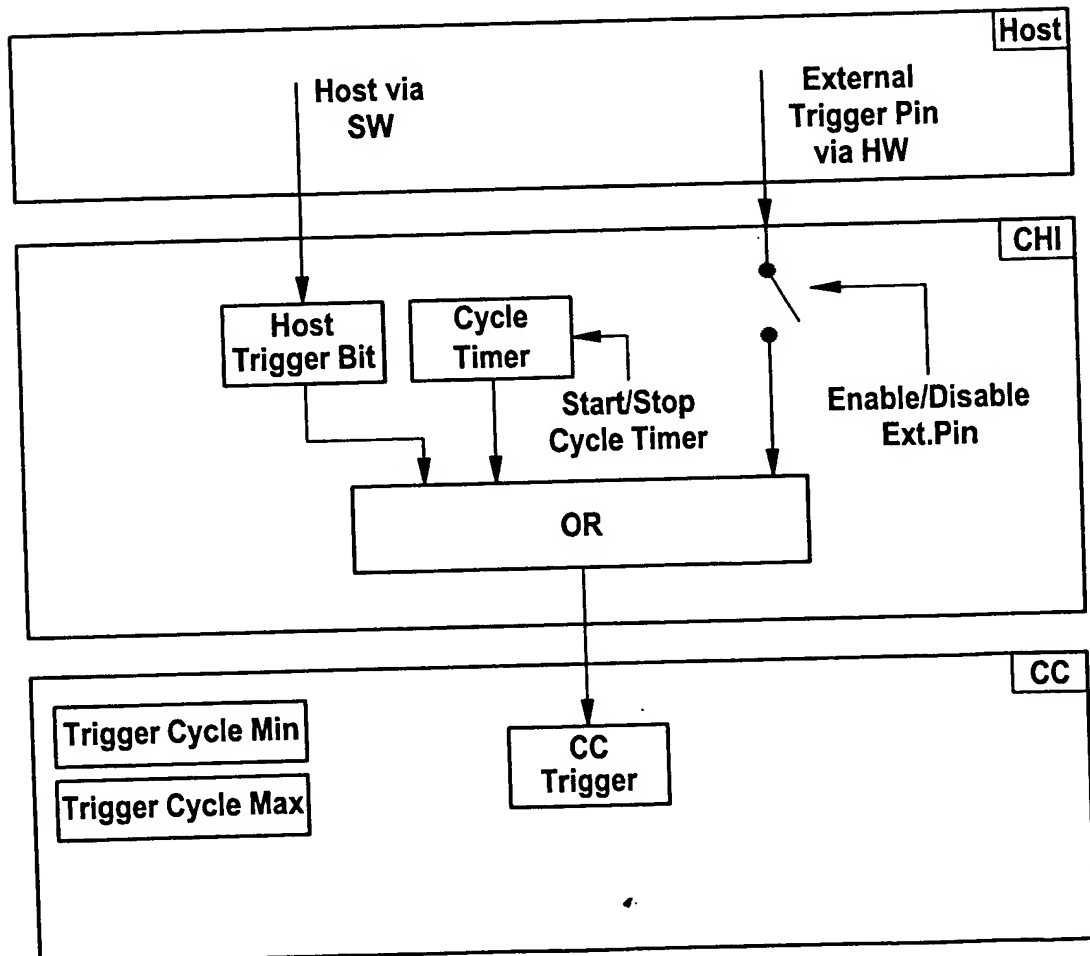 Host
Host via
SW
External
Trigger Pin
via HW
CHI
Host
Trigger Bit
Cycle
Timer
Start/Stop
Cycle Timer
Enable/Disable
Ext.Pin
OR
CC
Trigger Cycle Min
Trigger Cycle Max
CC
Trigger